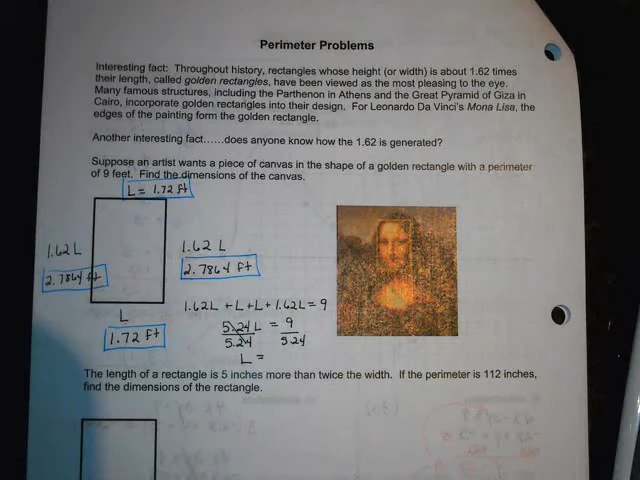 Perimeter Problems
Interesting fact: Throughout history, rectangles whose height (or width) is about 1.62 times
their length, called golden rectangles, have been viewed as the most pleasing to the eye.
Many famous structures, including the Parthenon in Athens and the Great Pyramid of Giza in
Cairo, incorporate golden rectangles into their design. For Leonardo Da Vinci's Mona Lisa, the
edges of the painting form the golden rectangle.
Another interesting fact……does anyone know how the 1.62 is generated?
Suppose an artist wants a piece of canvas in the shape of a golden rectangle with a perimeter
of 9 feet. Find the dimensions of the canvas.
L = 1.72 ft
1.62L
2.7864 ft
1.62 L
2.7864 ft
L
1.72 ft
1.62L + L + L + 1.62L = 9
5.24L = 9
5.24 5.24
L =
The length of a rectangle is 5 inches more than twice the width. If the perimeter is 112 inches,
find the dimensions of the rectangle.